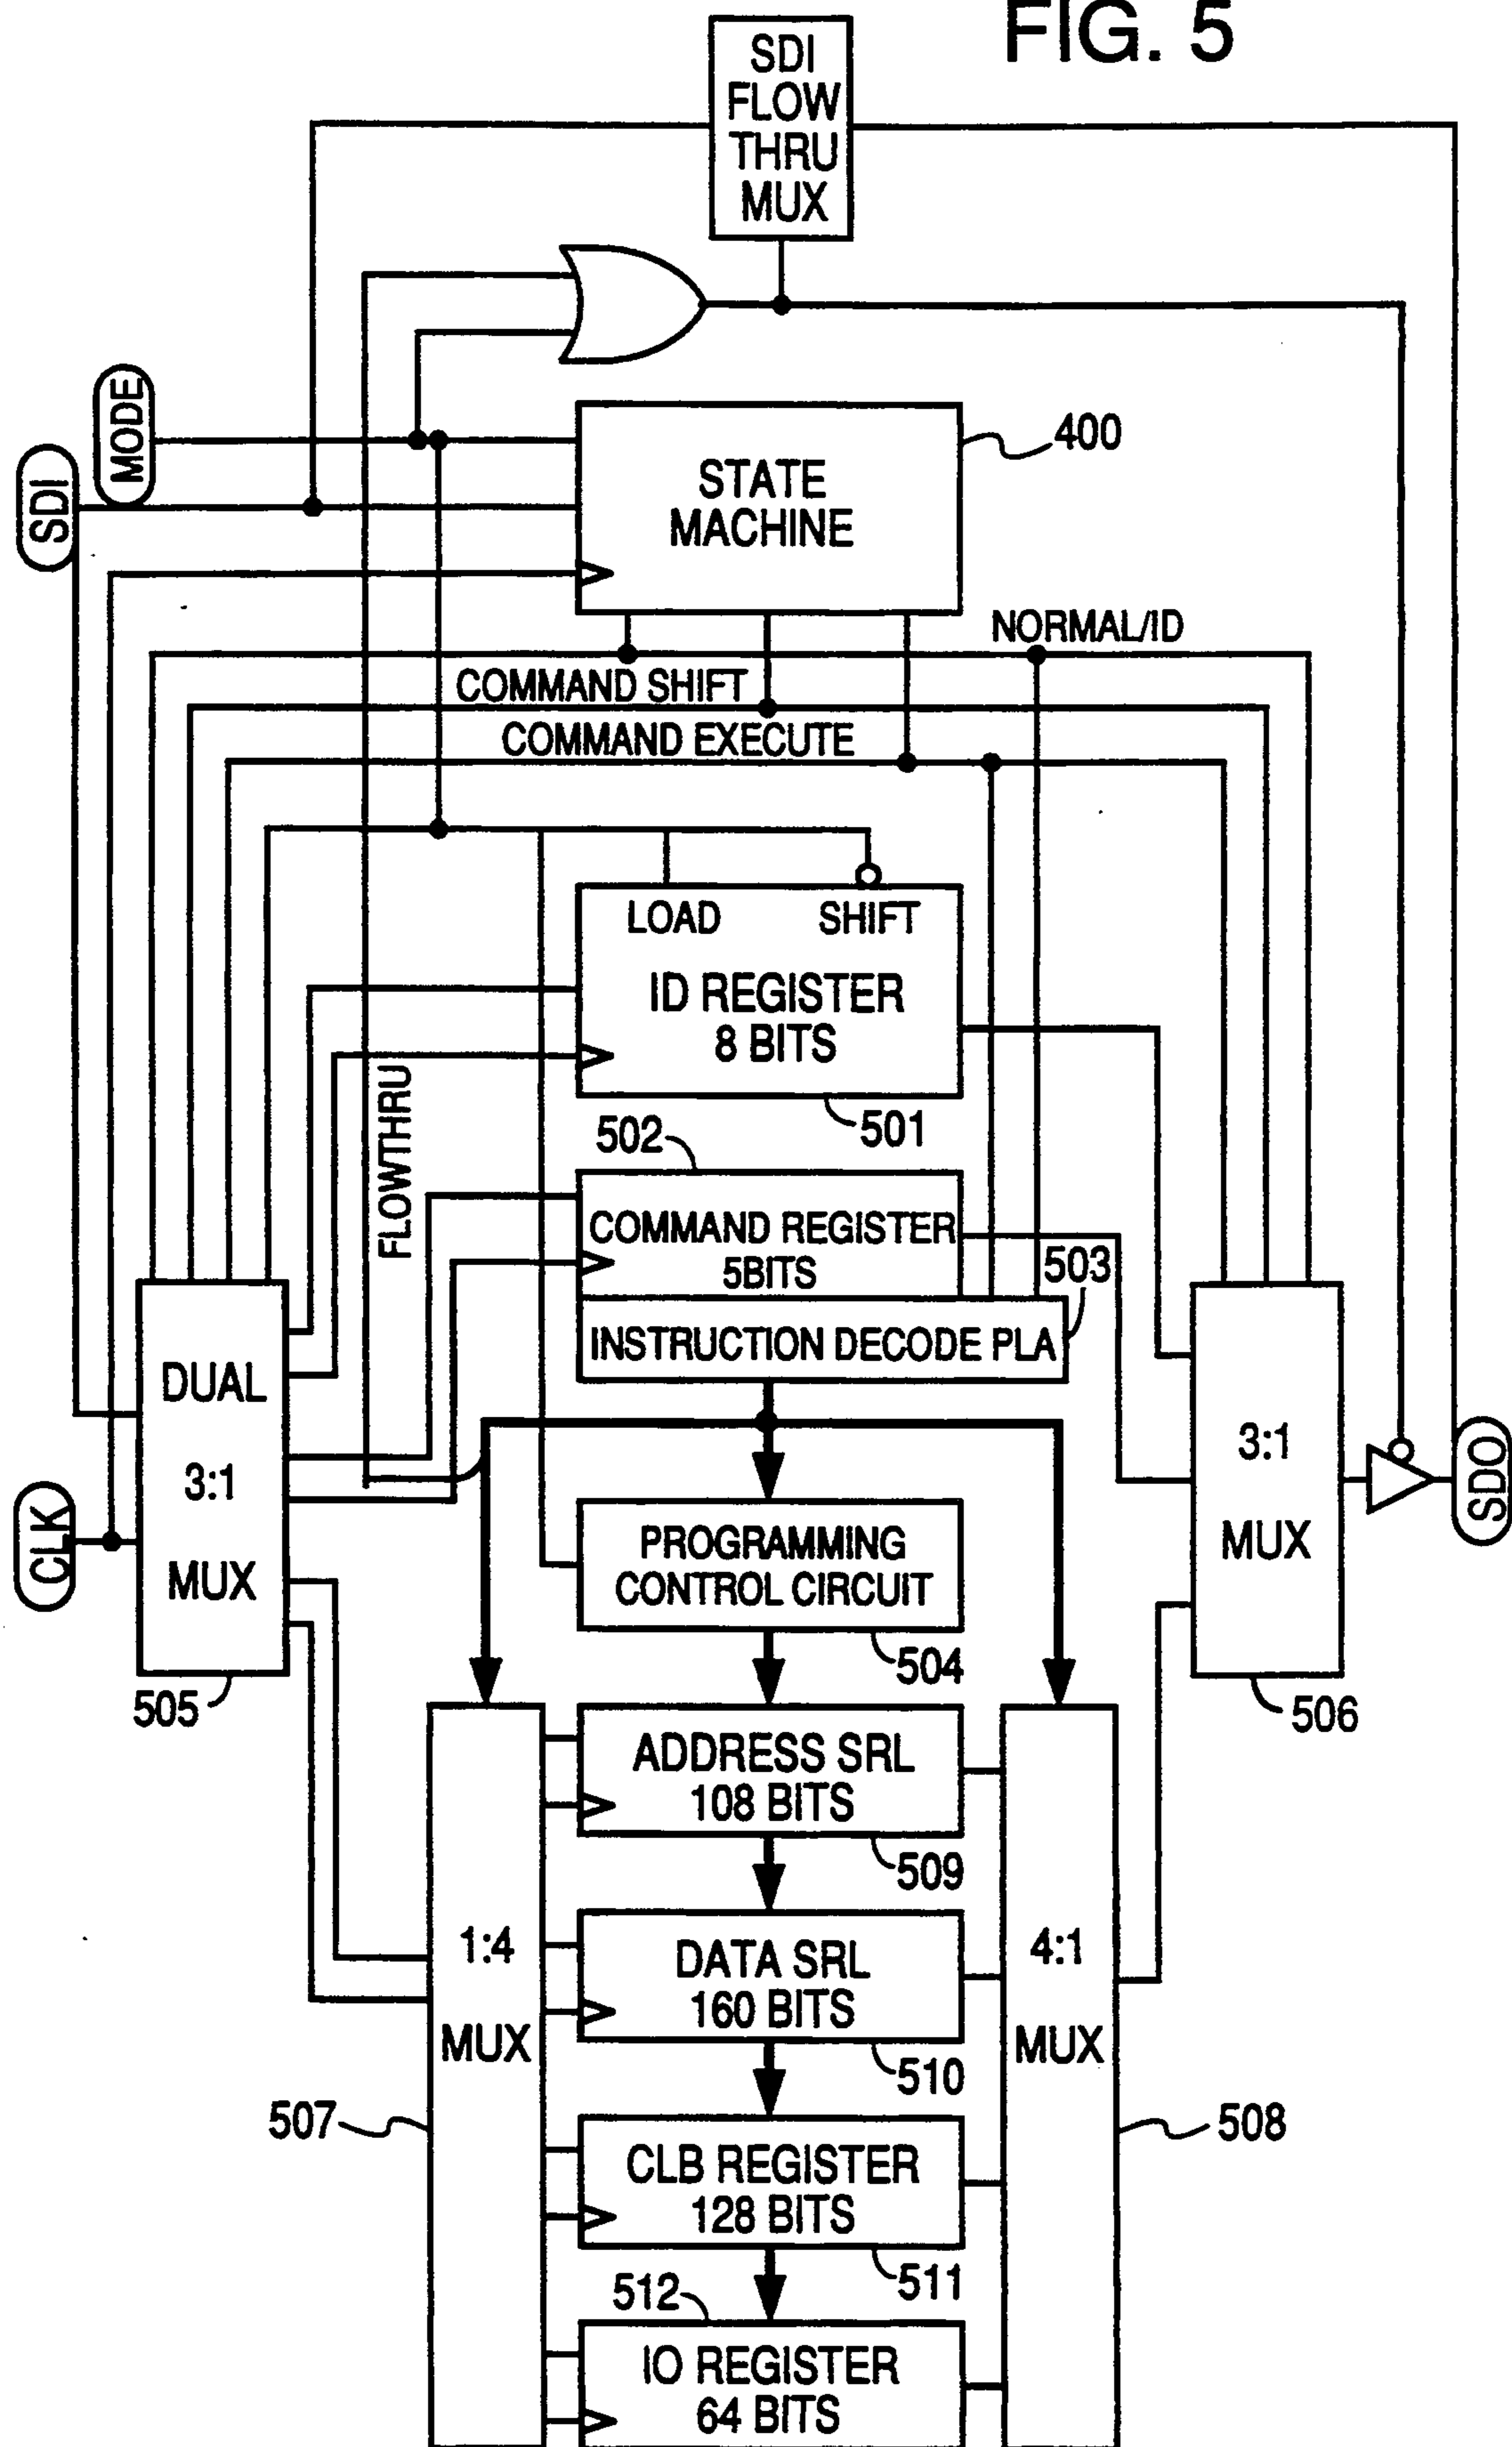 FIG. 5
SDI
FLOW
THRU
MUX
MODE
SDI
STATE
MACHINE
400
NORMAL/ID
COMMAND SHIFT
COMMAND EXECUTE
LOAD SHIFT
ID REGISTER
8 BITS
501
FLOWTHRU
502
COMMAND REGISTER
5BITS
503
INSTRUCTION DECODE PLA
DUAL
3:1
MUX
505
CLK
3:1
MUX
506
SDO
PROGRAMMING
CONTROL CIRCUIT
504
ADDRESS SRL
108 BITS
509
1:4
MUX
507
DATA SRL
160 BITS
510
4:1
MUX
508
CLB REGISTER
128 BITS
511
512
IO REGISTER
64 BITS